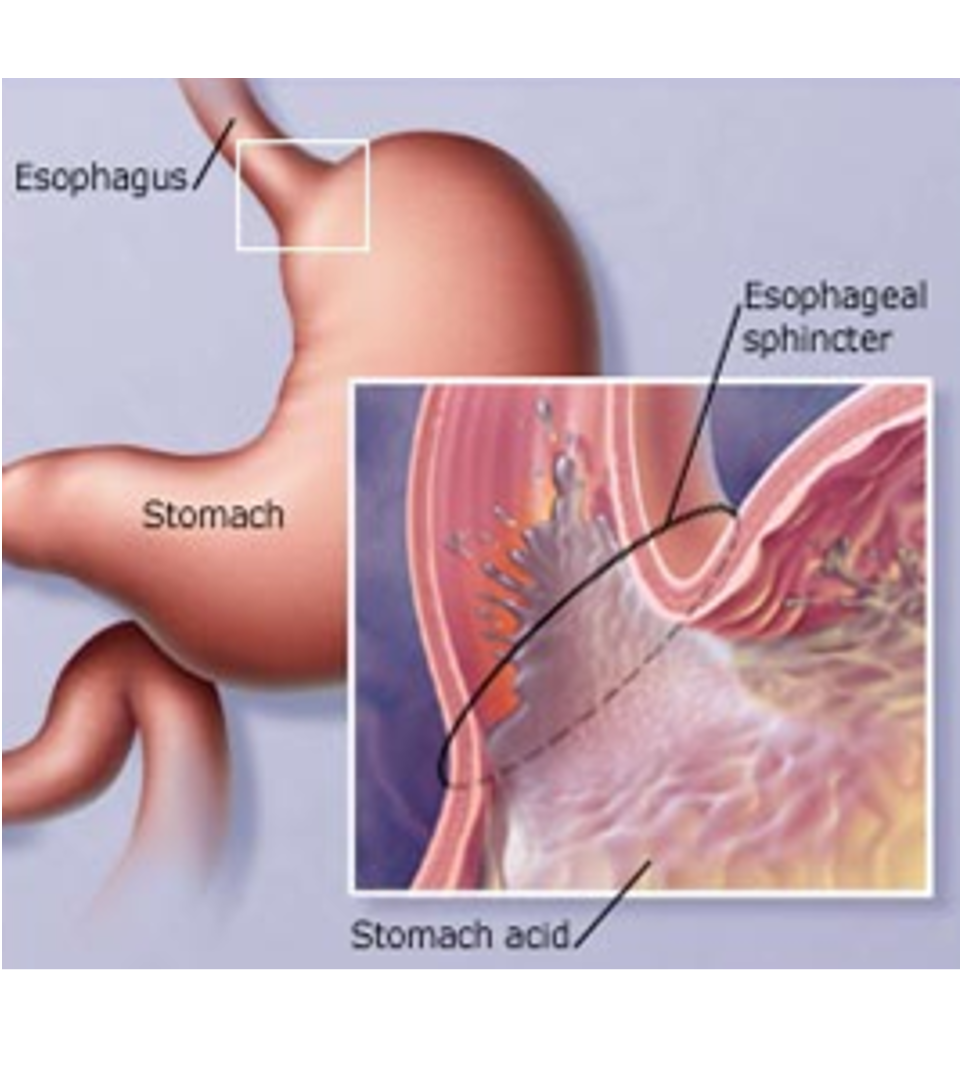 Esophagus
Esophageal
sphincter
Stomach
Stomach acid